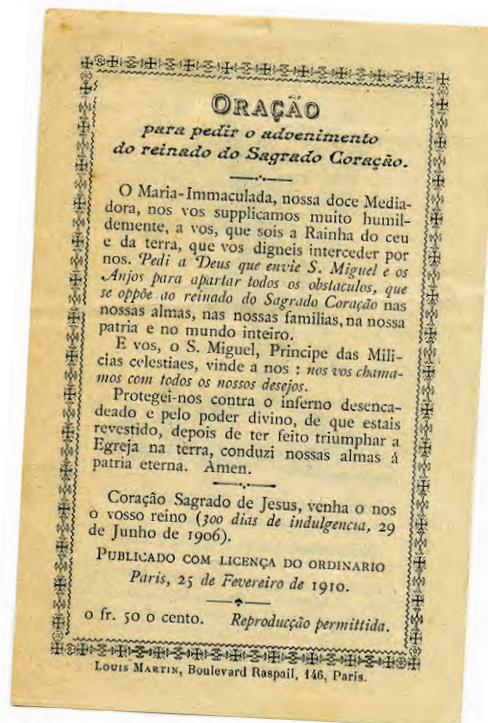 ORAÇÃO
para pedir o advenimento
do reinado do Sagrado Coração.
O Maria-Immaculada, nossa doce Media-
dora, nos vos supplicamos muito humil-
demente, a vos, que sois a Rainha do ceu
e da terra, que vos digneis interceder por
nos. Pedi a Deus que envie S. Miguel e os
Anjos para apartar todos os obstaculos, que
se oppõe ao reinado do Sagrado Coração nas
nossas almas, nas nossas familias, na nossa
patria e no mundo inteiro.
E vos, o S. Miguel, Principe das Mili-
cias celestiaes, vinde a nos : nos vos chama-
mos com todos os nossos desejos.
Protegei-nos contra o inferno desenca-
deado e pelo poder divino, de que estais
revestido, depois de ter feito triumphar a
Egreja na terra, conduzi nossas almas á
patria eterna. Amen.
Coração Sagrado de Jesus, venha o nos
o vosso reino (300 dias de indulgencia, 29
de Junho de 1906).
PUBLICADO COM LICENÇA DO ORDINARIO
Paris, 25 de Fevereiro de 1910.
0 fr. 50 o cento. Reproducção permittida.
LOUIS MARTIN, Boulevard Raspail, 146, Paris.